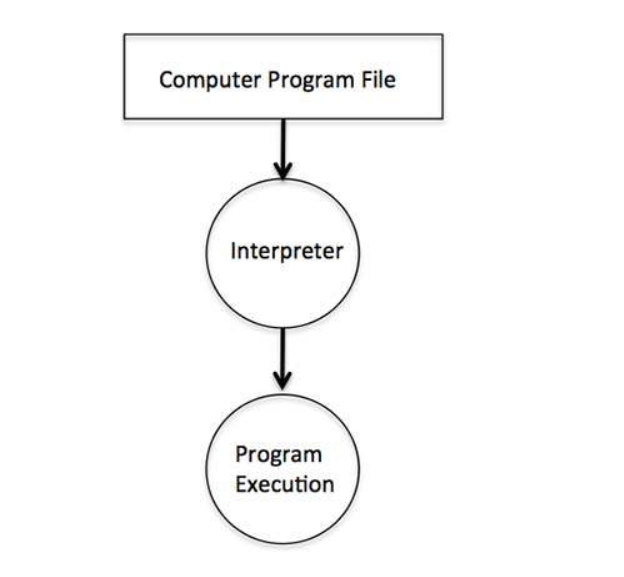 Computer Program File
Interpreter
Program
Execution